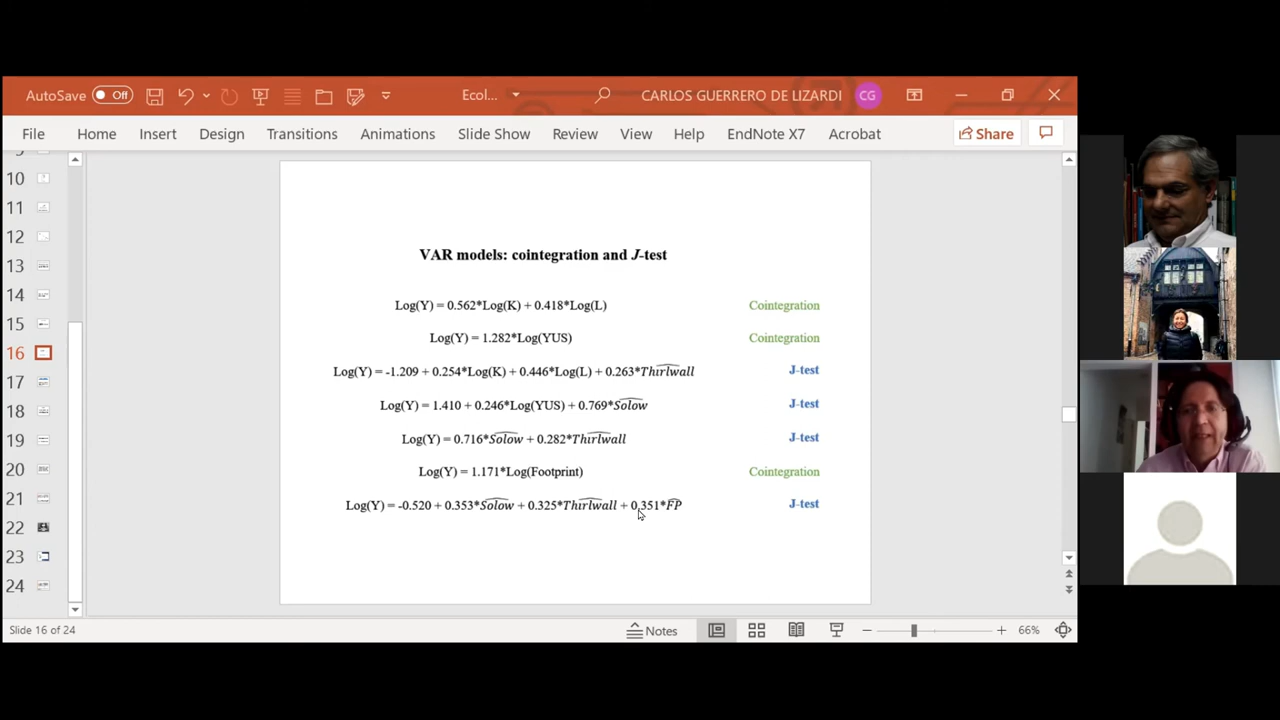 AutoSave Off Ecol... CARLOS GUERRERO DE LIZARDI CG
File Home Insert Design Transitions Animations Slide Show Review View Help EndNote X7 Acrobat Share
10
11
12
13
14
15
16
17
18
19
20
21
22
23
24
VAR models: cointegration and J-test
Log(Y) = 0.562*Log(K) + 0.418*Log(L) Cointegration
Log(Y) = 1.282*Log(YUS) Cointegration
Log(Y) = -1.209 + 0.254*Log(K) + 0.446*Log(L) + 0.263*Thirlwall J-test
Log(Y) = 1.410 + 0.246*Log(YUS) + 0.769*Solow J-test
Log(Y) = 0.716*Solow + 0.282*Thirlwall J-test
Log(Y) = 1.171*Log(Footprint) Cointegration
Log(Y) = -0.520 + 0.353*Solow + 0.325*Thirlwall + 0.351*FP J-test
Slide 16 of 24 Notes 66%